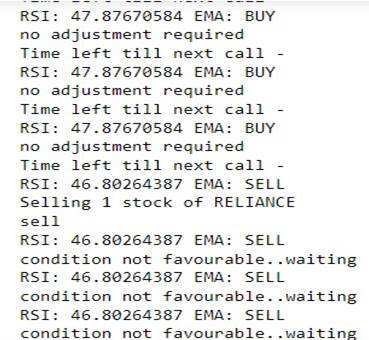 RSI: 47.87670584 EMA: BUY
no adjustment required
Time left till next call -
RSI: 47.87670584 EMA: BUY
no adjustment required
Time left till next call -
RSI: 47.87670584 EMA: BUY
no adjustment required
Time left till next call -
RSI: 46.80264387 EMA: SELL
Selling 1 stock of RELIANCE
sell
RSI: 46.80264387 EMA: SELL
condition not favourable..waiting
RSI: 46.80264387 EMA: SELL
condition not favourable..waiting
RSI: 46.80264387 EMA: SELL
condition not favourable..waiting